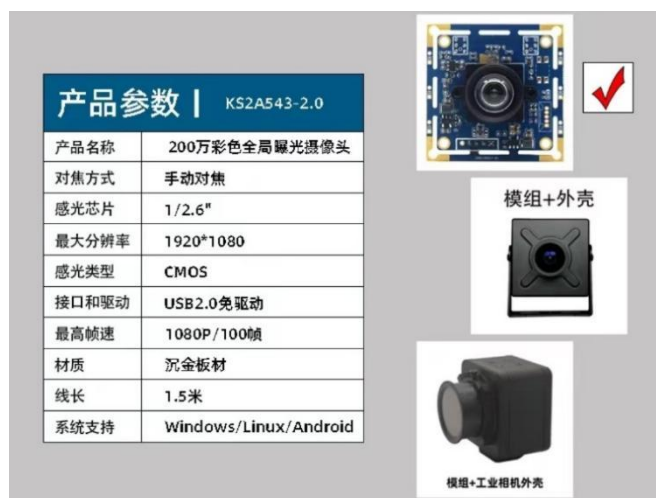 产品参数 | KS2A543-2.0
产品名称 200万彩色全局曝光摄像头
对焦方式 手动对焦
感光芯片 1/2.6"
最大分辨率 1920*1080
感光类型 CMOS
接口和驱动 USB2.0免驱动
最高帧速 1080P/100帧
材质 沉金板材
线长 1.5米
系统支持 Windows/Linux/Android
模组+外壳
模组+工业相机外壳